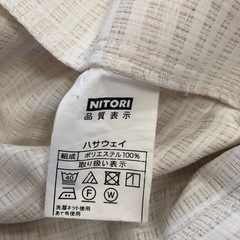 NITORI
品質表示
ハサウェイ
組成 ポリエステル100%
取り扱い表示
F W
洗濯ネット使用
あて布使用